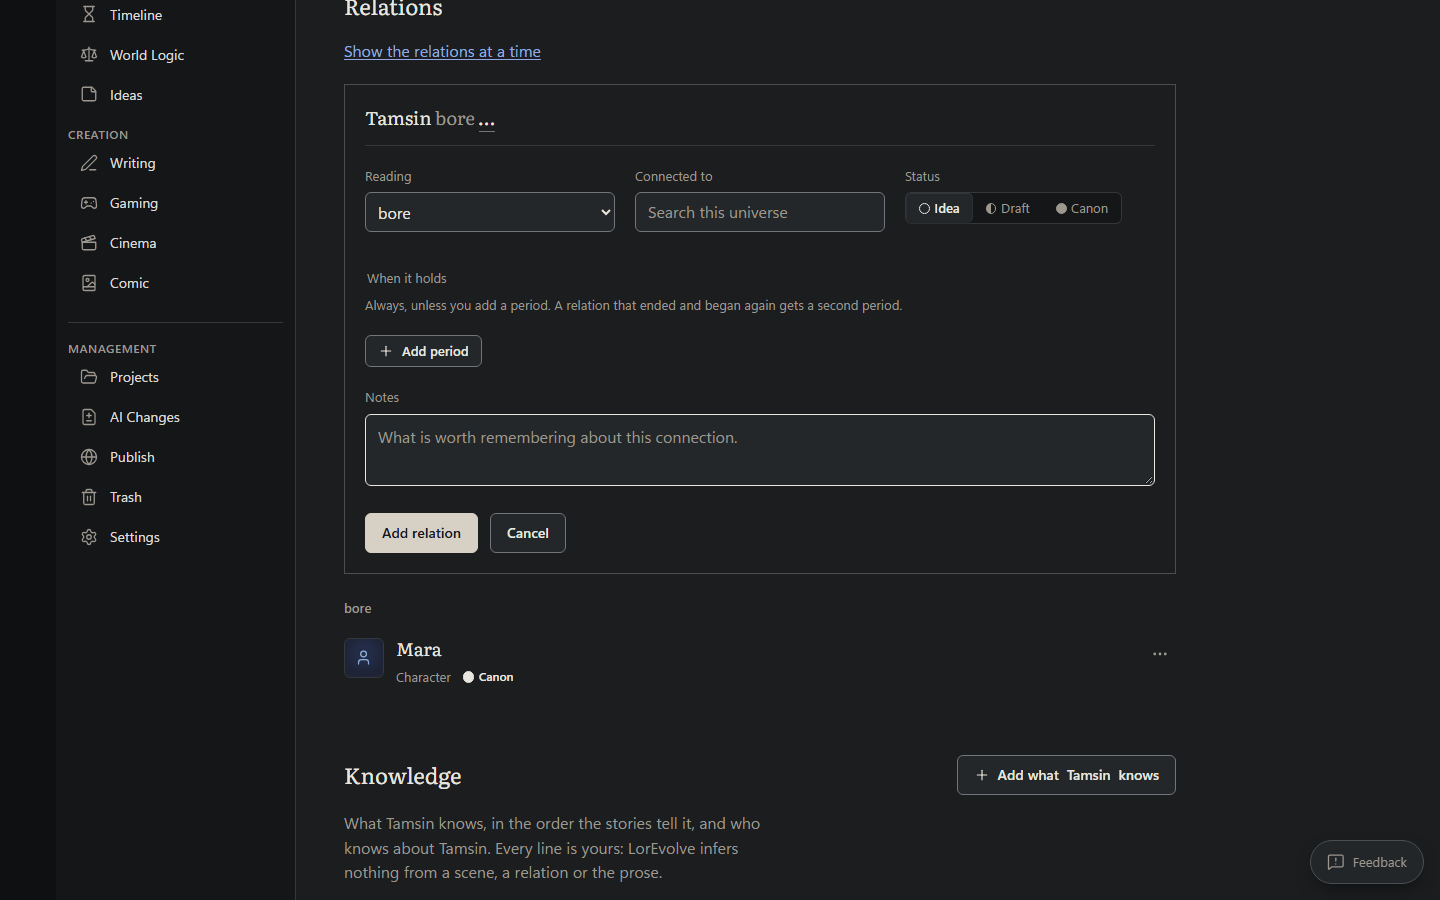 Timeline
World Logic
Ideas
CREATION
Writing
Gaming
Cinema
Comic
MANAGEMENT
Projects
AI Changes
Publish
Trash
Settings
Relations
Show the relations at a time
Tamsin bore ...
Reading
Connected to
Status
bore
Search this universe
Idea
Draft
Canon
When it holds
Always, unless you add a period. A relation that ended and began again gets a second period.
Add period
Notes
What is worth remembering about this connection.
Add relation
Cancel
bore
Mara
Character
Canon
Knowledge
Add what Tamsin knows
What Tamsin knows, in the order the stories tell it, and who
knows about Tamsin. Every line is yours: LorEvolve infers
nothing from a scene, a relation or the prose.
Feedback